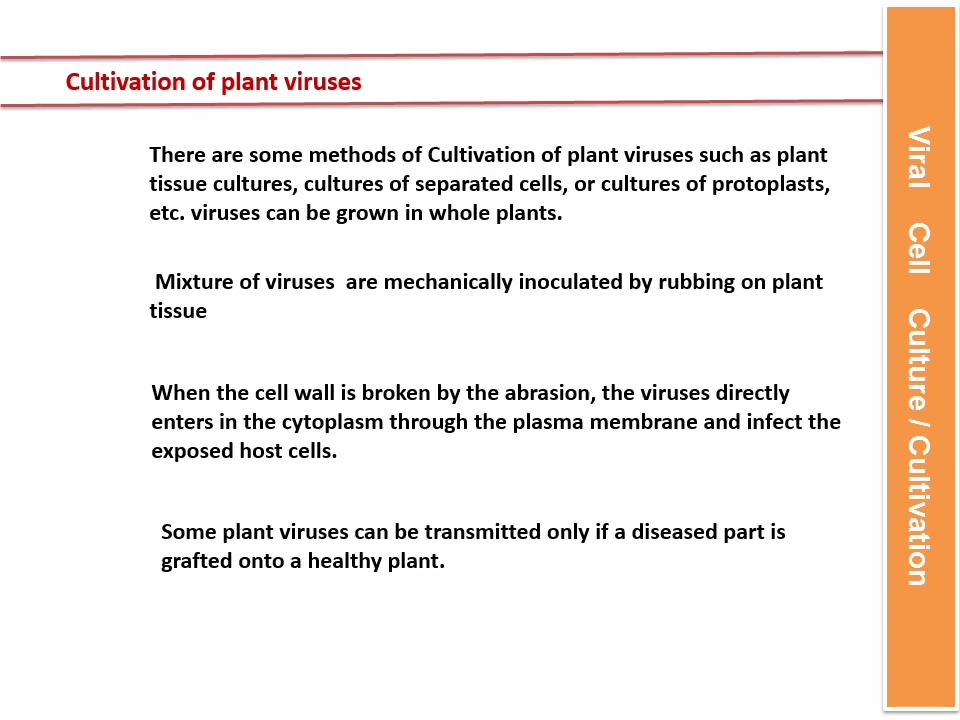 Cultivation of plant viruses
There are some methods of Cultivation of plant viruses such as plant
tissue cultures, cultures of separated cells, or cultures of protoplasts,
etc. viruses can be grown in whole plants.
Mixture of viruses  are mechanically inoculated by rubbing on plant
tissue
When the cell wall is broken by the abrasion, the viruses directly
enters in the cytoplasm through the plasma membrane and infect the
exposed host cells.
Some plant viruses can be transmitted only if a diseased part is
grafted onto a healthy plant.
Viral Cell Culture / Cultivation